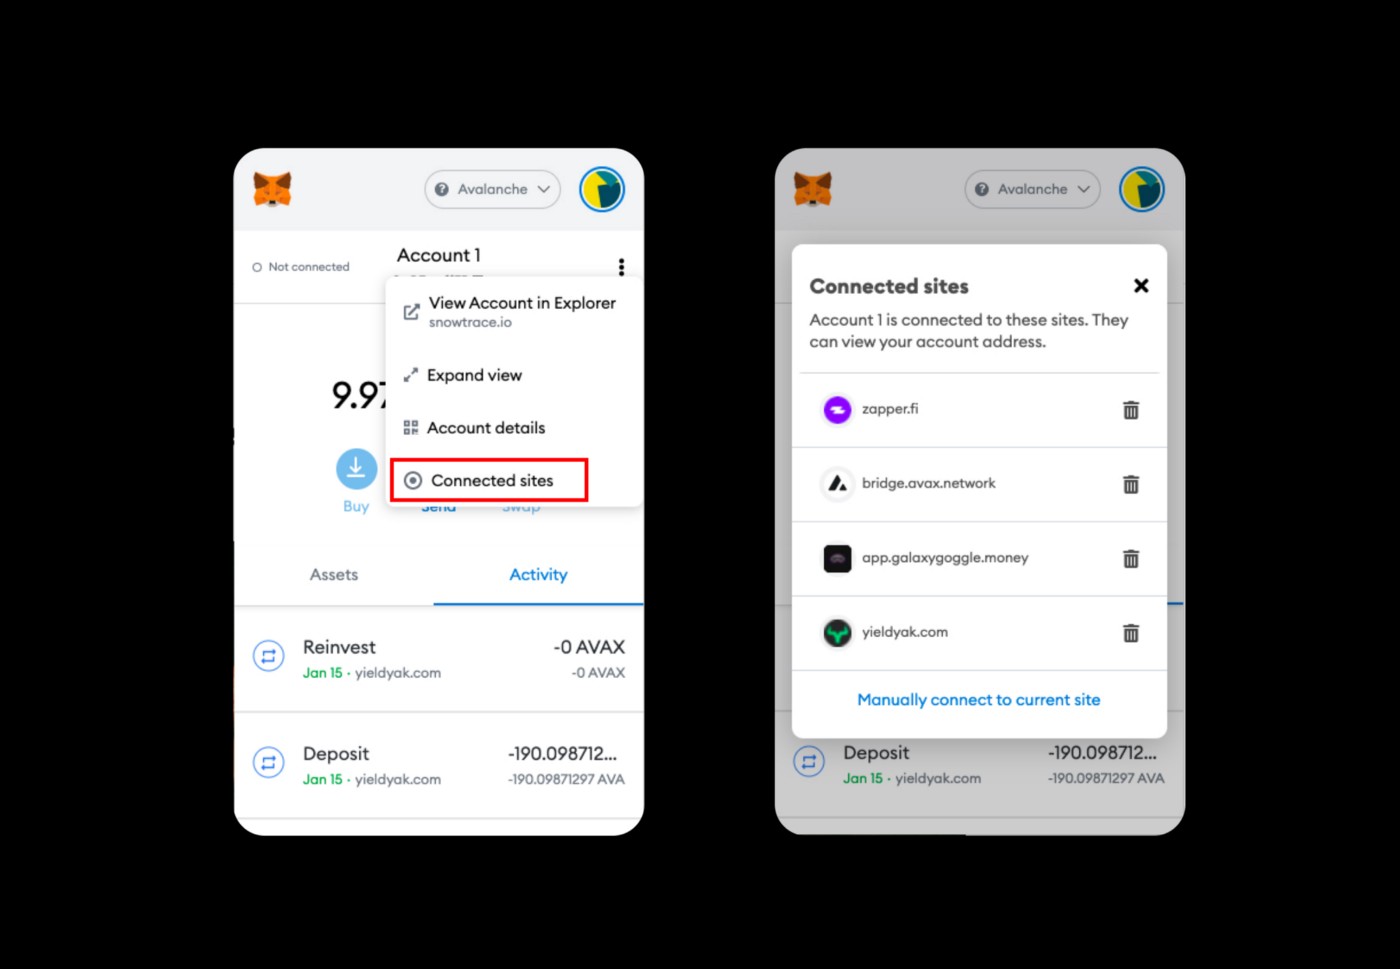 Avalanche
Not connected
Account 1
View Account in Explorer
snowtrace.io
Expand view
Account details
Connected sites
9.97
Buy
Send
Swap
Assets
Activity
Reinvest
-0 AVAX
Jan 15 · yieldyak.com
-0 AVAX
Deposit
-190.098712...
Jan 15 · yieldyak.com
-190.09871297 AVA
Avalanche
Connected sites
Account 1 is connected to these sites. They
can view your account address.
zapper.fi
bridge.avax.network
app.galaxygoggle.money
yieldyak.com
Manually connect to current site
Deposit
-190.098712...
Jan 15 · yieldyak.com
-190.09871297 AVA